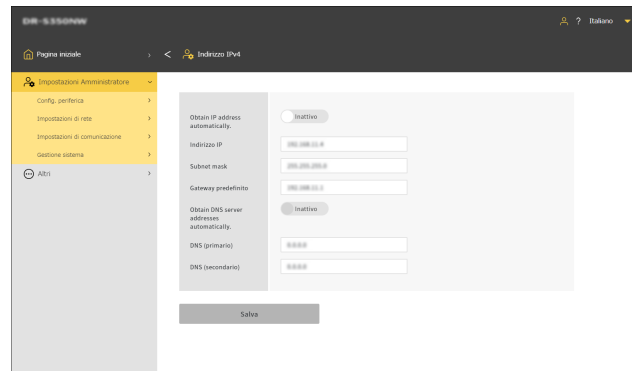 DR-S350NW
? Italiano
Pagina iniziale
Indirizzo IPv4
Impostazioni Amministratore
Config. periferica
Impostazioni di rete
Impostazioni di comunicazione
Gestione sistema
Altri
Obtain IP address
automatically.
Inattivo
Indirizzo IP
Subnet mask
Gateway predefinito
Obtain DNS server
addresses
automatically.
Inattivo
DNS (primario)
DNS (secondario)
Salva